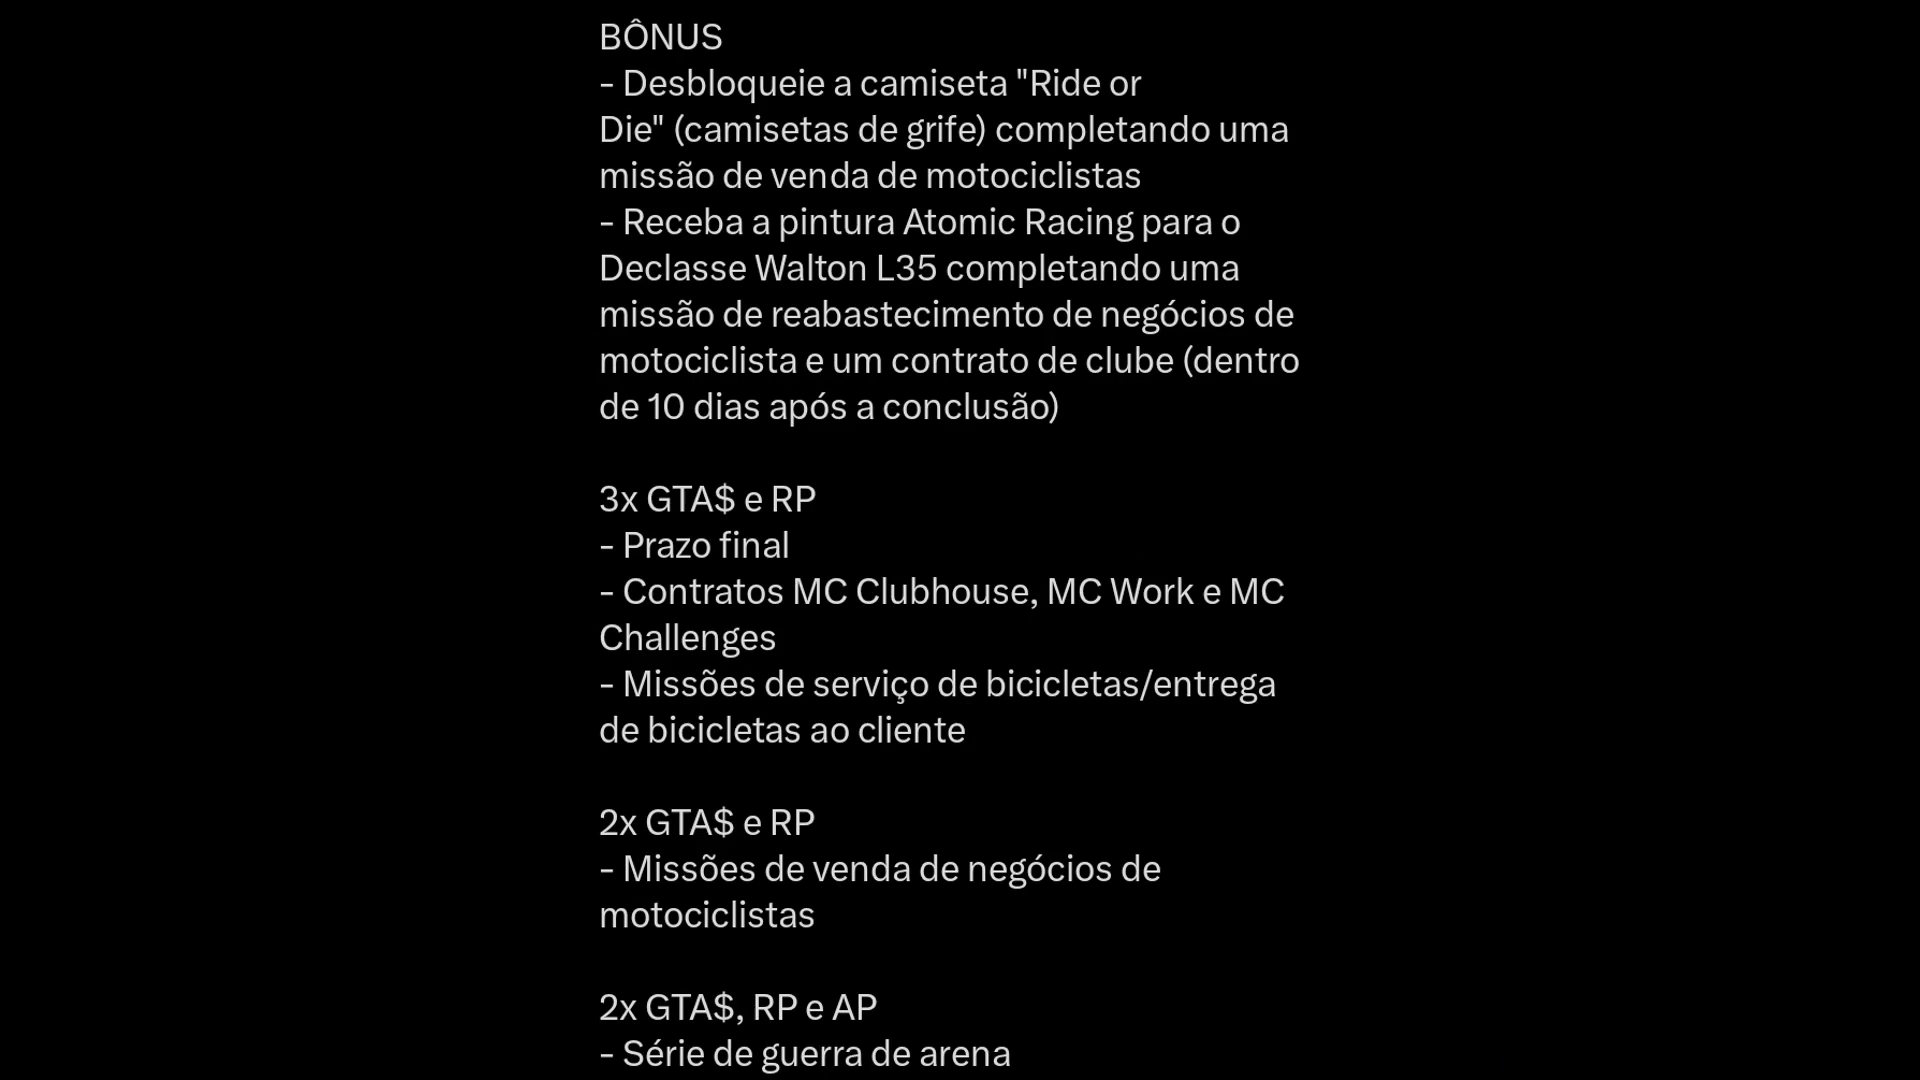 BÔNUS
- Desbloqueie a camiseta "Ride or
Die" (camisetas de grife) completando uma
missão de venda de motociclistas
- Receba a pintura Atomic Racing para o
Declasse Walton L35 completando uma
missão de reabastecimento de negócios de
motociclista e um contrato de clube (dentro
de 10 dias após a conclusão)
3x GTA$ e RP
- Prazo final
- Contratos MC Clubhouse, MC Work e MC
Challenges
- Missões de serviço de bicicletas/entrega
de bicicletas ao cliente
2x GTA$ e RP
- Missões de venda de negócios de
motociclistas
2x GTA$, RP e AP
- Série de guerra de arena